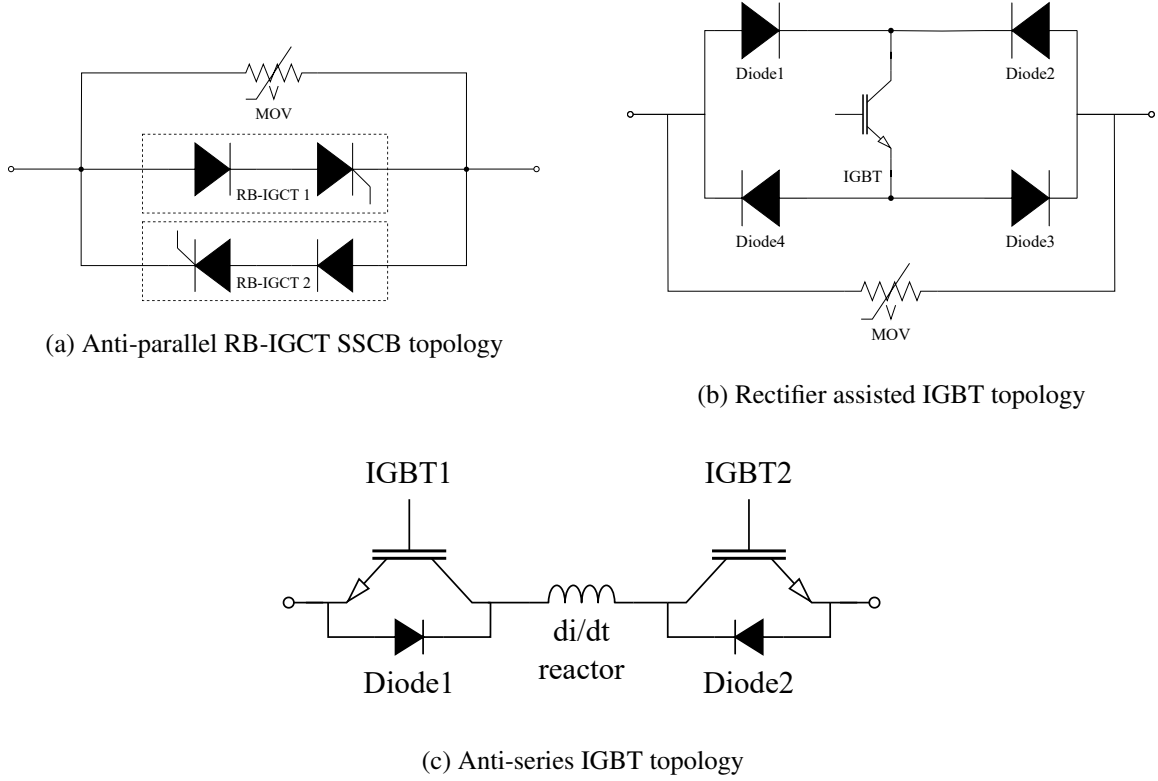 MOV
RB-IGCT 1
RB-IGCT 2
(a) Anti-parallel RB-IGCT SSCB topology
Diode1
Diode2
IGBT
Diode4
Diode3
MOV
(b) Rectifier assisted IGBT topology
IGBT1
IGBT2
di/dt
reactor
Diode1
Diode2
(c) Anti-series IGBT topology